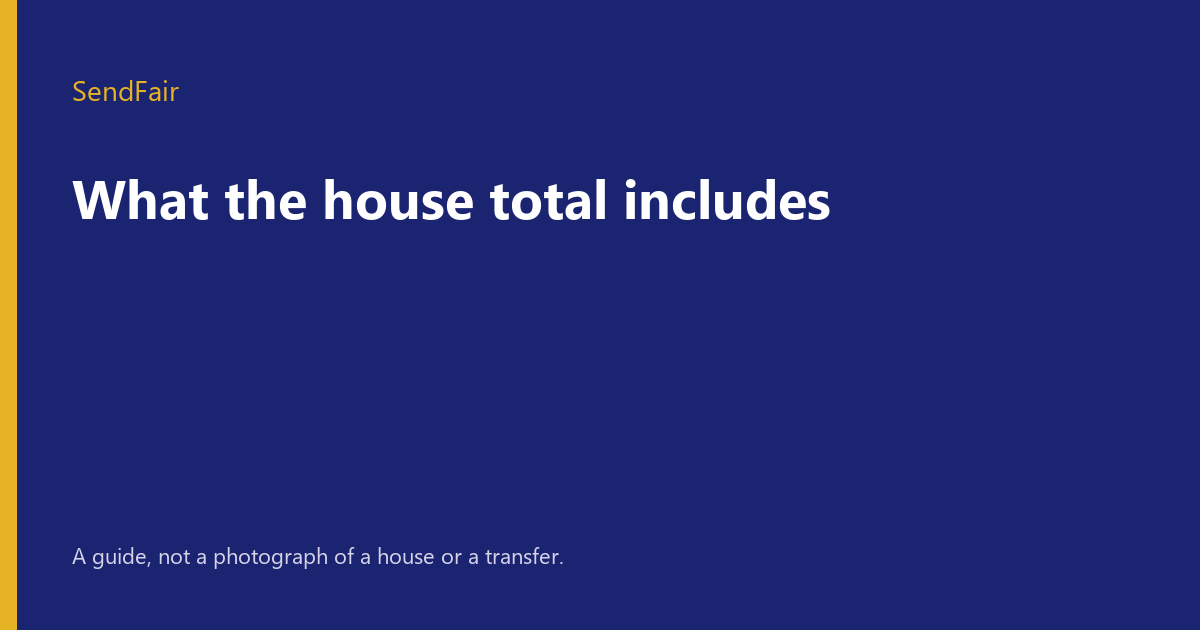 SendFair
What the house total includes
A guide, not a photograph of a house or a transfer.